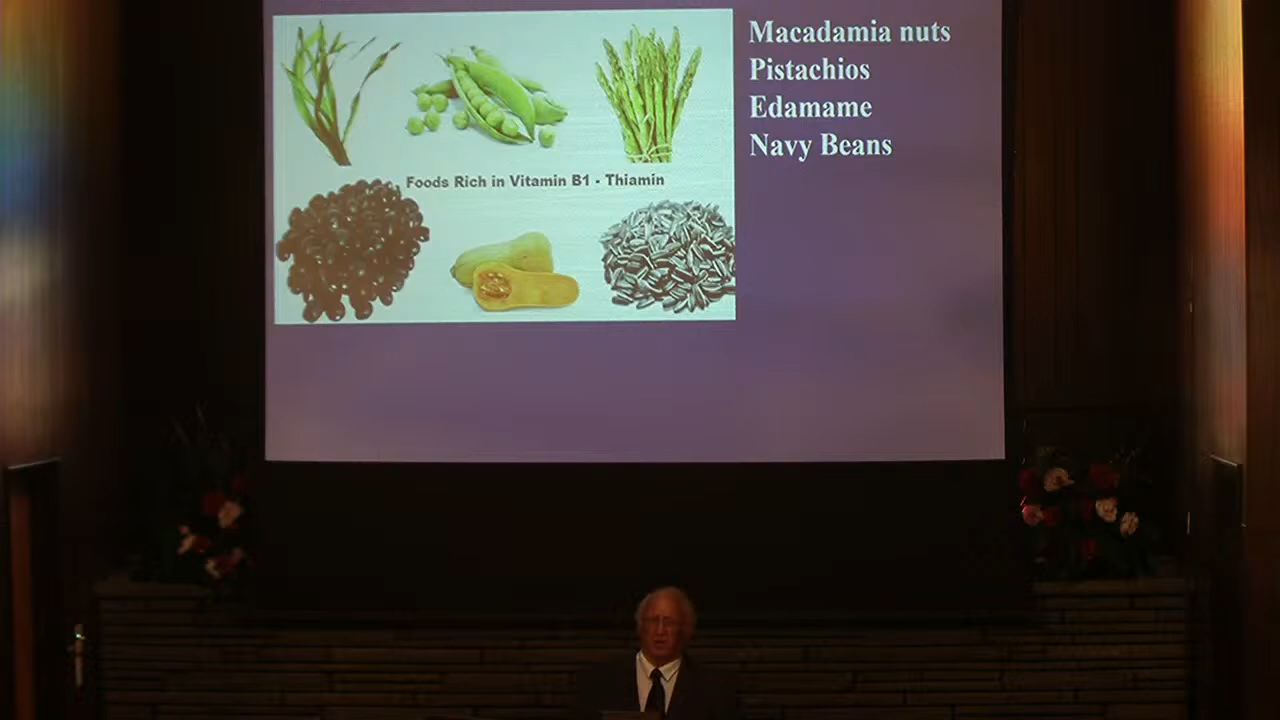 Macadamia nuts
Pistachios
Edamame
Navy Beans
Foods Rich in Vitamin B1 - Thiamin